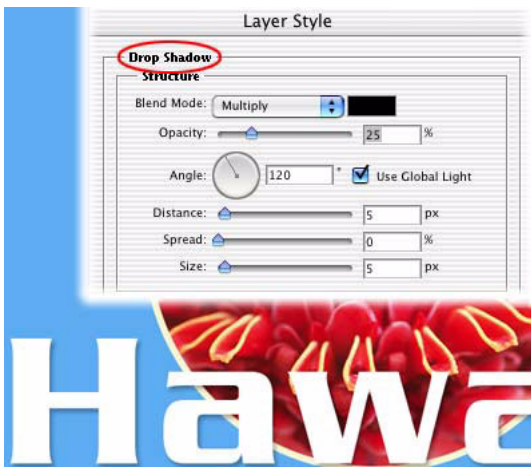 Layer Style
Drop Shadow
Structure
Blend Mode: Multiply
Opacity: 25 %
Angle: 120 ° Use Global Light
Distance: 5 px
Spread: 0 %
Size: 5 px
Hawa